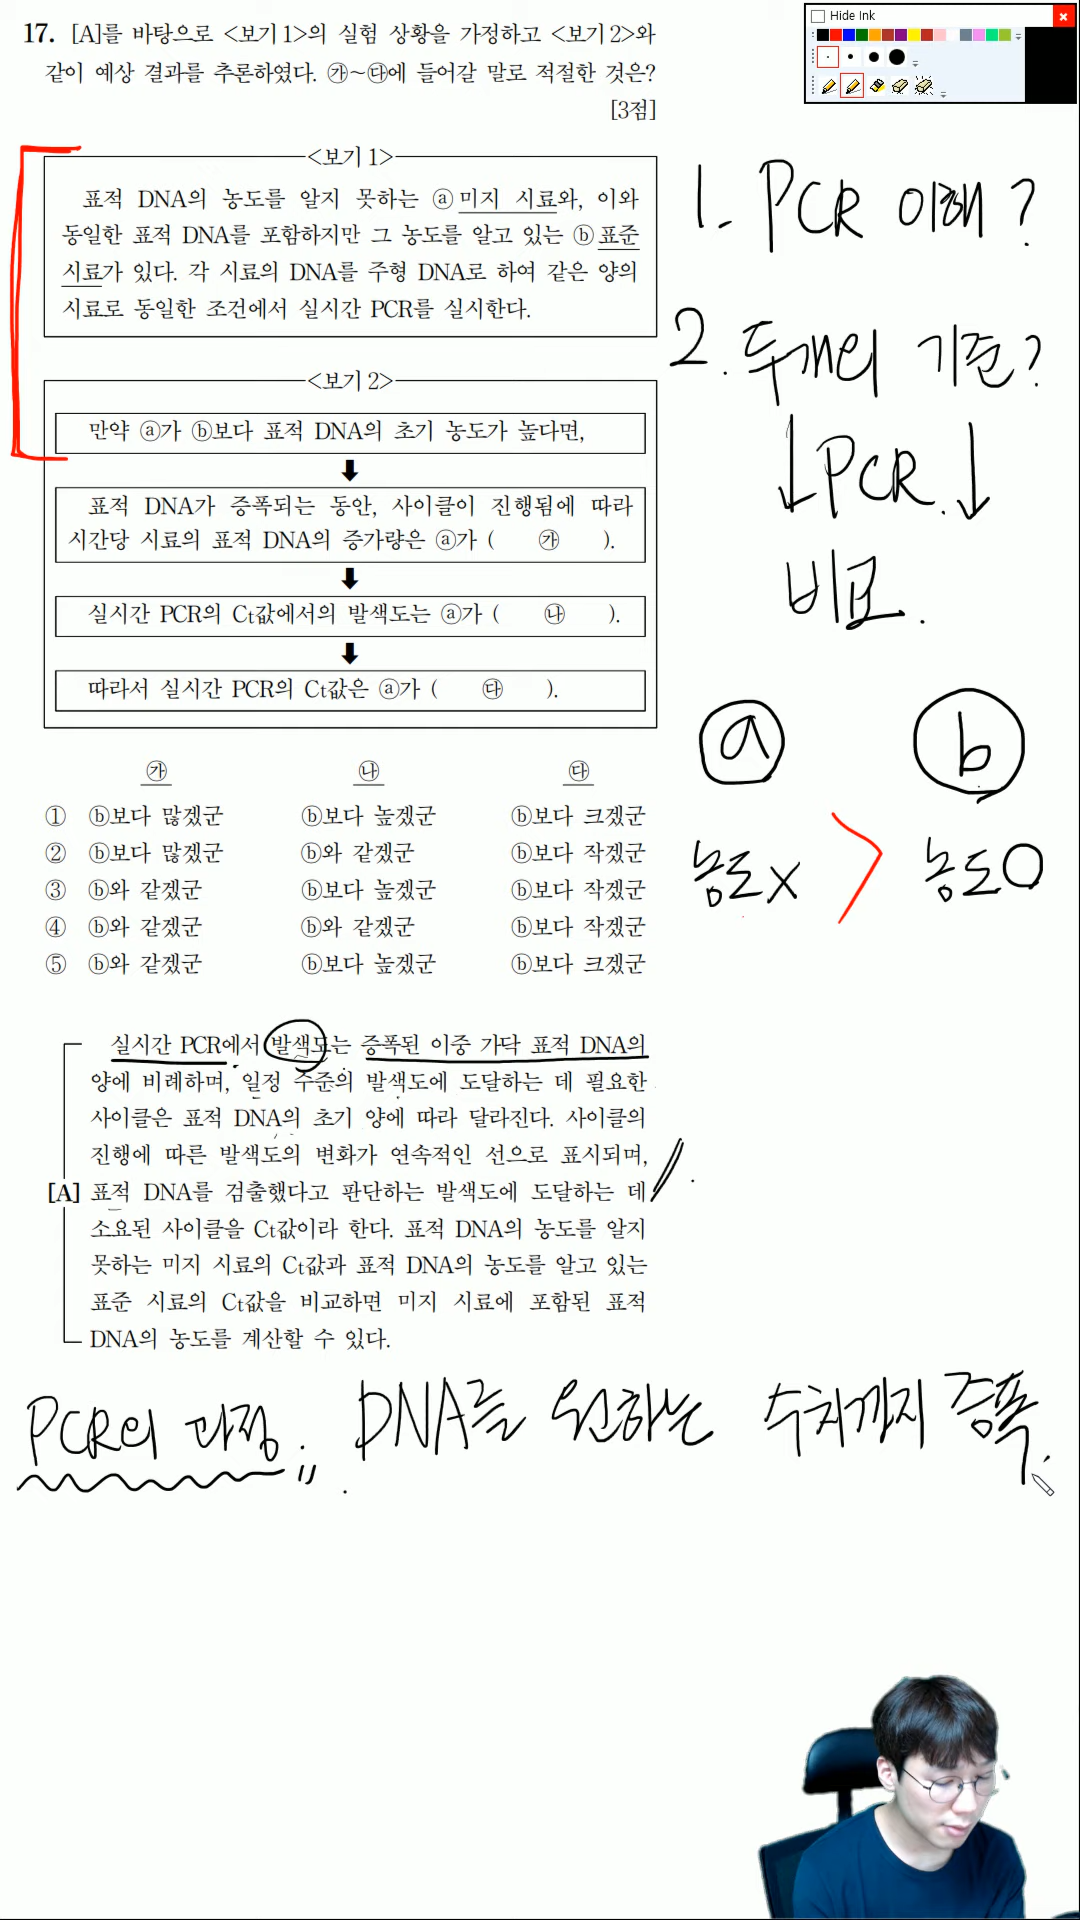 17. [A]를 바탕으로 <보기 1>의 실험 상황을 가정하고 <보기 2>와
같이 예상 결과를 추론하였다. ㉮~㉰에 들어갈 말로 적절한 것은?
[3점]
Hide Ink
<보기 1>
표적 DNA의 농도를 알지 못하는 ⓐ 미지 시료와, 이와
동일한 표적 DNA를 포함하지만 그 농도를 알고 있는 ⓑ 표준
시료가 있다. 각 시료의 DNA를 주형 DNA로 하여 같은 양의
시료로 동일한 조건에서 실시간 PCR를 실시한다.
<보기 2>
만약 ⓐ가 ⓑ보다 표적 DNA의 초기 농도가 높다면,
표적 DNA가 증폭되는 동안, 사이클이 진행됨에 따라
시간당 시료의 표적 DNA의 증가량은 ⓐ가 ( ㉮ ).
실시간 PCR의 Ct값에서의 발색도는 ⓐ가 ( ㉯ ).
따라서 실시간 PCR의 Ct값은 ⓐ가 ( ㉰ ).
㉮ ㉯ ㉰
① ⓑ보다 많겠군 ⓑ보다 높겠군 ⓑ보다 크겠군
② ⓑ보다 많겠군 ⓑ와 같겠군 ⓑ보다 작겠군
③ ⓑ와 같겠군 ⓑ보다 높겠군 ⓑ보다 작겠군
④ ⓑ와 같겠군 ⓑ와 같겠군 ⓑ보다 작겠군
⑤ ⓑ와 같겠군 ⓑ보다 높겠군 ⓑ보다 크겠군
1. PCR 이해?
2. 두개의 기준?
↓PCR.↓
비교.
ⓐ ⓑ
농도x > 농도O
실시간 PCR에서 발색도는 증폭된 이중 가닥 표적 DNA의
양에 비례하며, 일정 수준의 발색도에 도달하는 데 필요한
사이클은 표적 DNA의 초기 양에 따라 달라진다. 사이클의
진행에 따른 발색도의 변화가 연속적인 선으로 표시되며,
[A] 표적 DNA를 검출했다고 판단하는 발색도에 도달하는 데
소요된 사이클을 Ct값이라 한다. 표적 DNA의 농도를 알지
못하는 미지 시료의 Ct값과 표적 DNA의 농도를 알고 있는
표준 시료의 Ct값을 비교하면 미지 시료에 포함된 표적
DNA의 농도를 계산할 수 있다.
PCR의 과정. DNA를 원하는 수치까지 증폭.